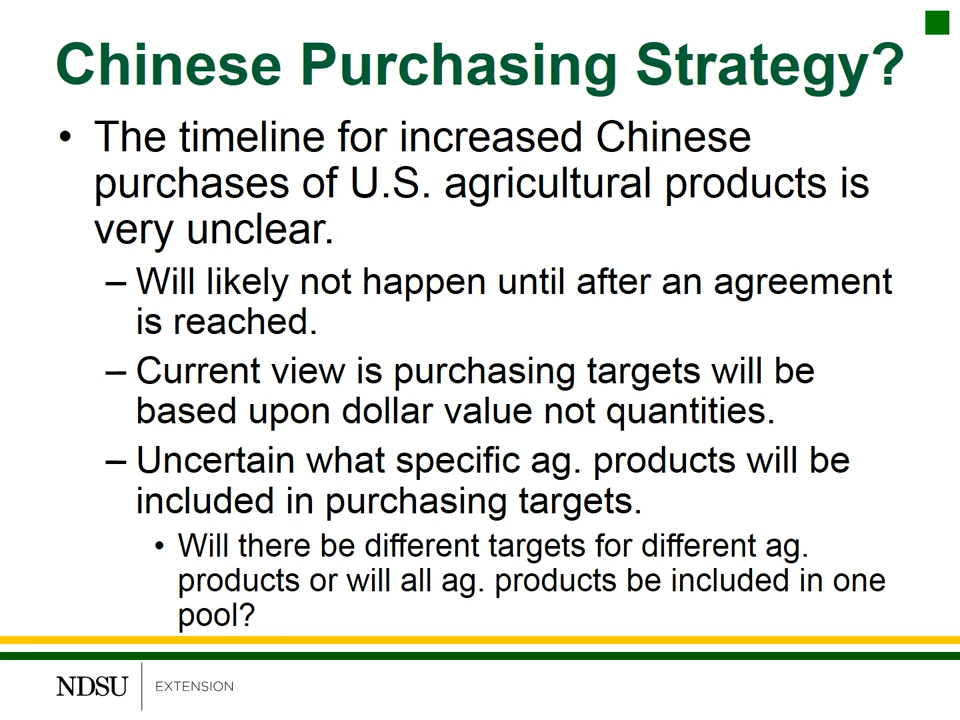 Chinese Purchasing Strategy?
• The timeline for increased Chinese
purchases of U.S. agricultural products is
very unclear.
– Will likely not happen until after an agreement
is reached.
– Current view is purchasing targets will be
based upon dollar value not quantities.
– Uncertain what specific ag. products will be
included in purchasing targets.
• Will there be different targets for different ag.
products or will all ag. products be included in one
pool?
NDSU EXTENSION